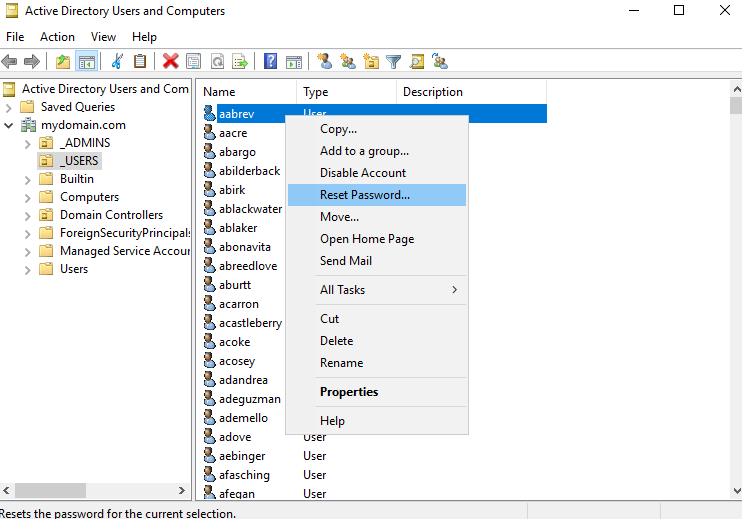 Active Directory Users and Computers
File Action View Help
Active Directory Users and Com
Saved Queries
mydomain.com
_ADMINS
_USERS
Builtin
Computers
Domain Controllers
ForeignSecurityPrincipals
Managed Service Accour
Users
Name Type Description
aabrev User
aacre
abargo
abilderback
abirk
ablackwater
ablaker
abonavita
abreedlove
aburtt
acarron
acastleberry
acoke
acosey
adandrea
adeguzman
ademello
adove User
aebinger User
afasching User
afegan User
Copy...
Add to a group...
Disable Account
Reset Password...
Move...
Open Home Page
Send Mail
All Tasks
Cut
Delete
Rename
Properties
Help
Resets the password for the current selection.